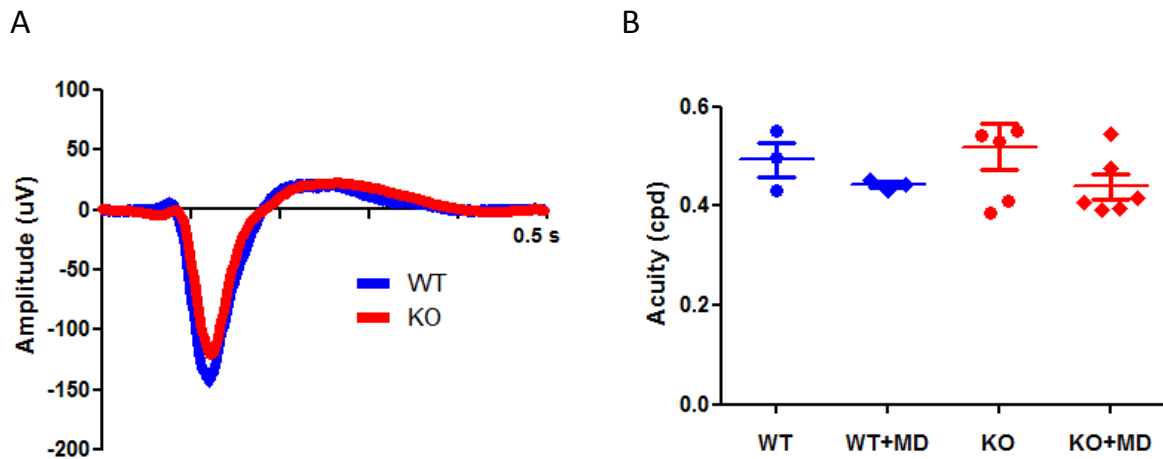 A
B
100
50
0
-50
-100
-150
-200
Amplitude (uV)
0.5 s
WT
KO
0.6
0.4
0.2
0.0
Acuity (cpd)
WT WT+MD KO KO+MD